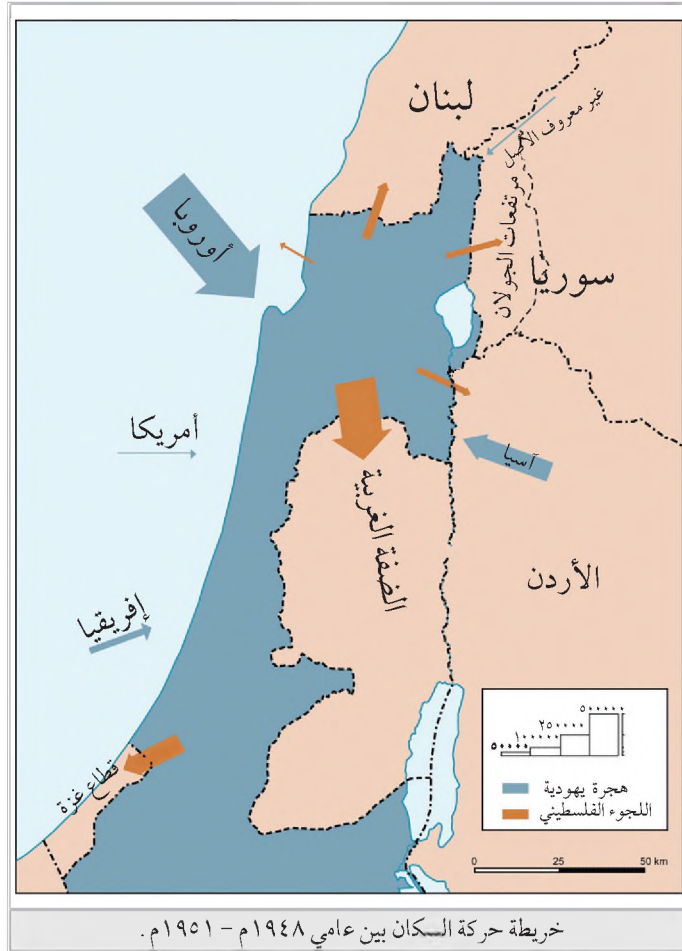 لبنان
غير معروف الأصل
مرتفعات الجولان
سوريا
أوروبا
أمريكا
آسيا
الضفة الغربية
الأردن
إفريقيا
قطاع غزة
٥٠٠٠٠٠
٢٥٠٠٠٠
١٠٠٠٠٠
٥٠٠٠٠
هجرة يهودية
اللجوء الفلسطيني
0 25 50 km
خريطة حركة السكان بين عامي ١٩٤٨م - ١٩٥١م.